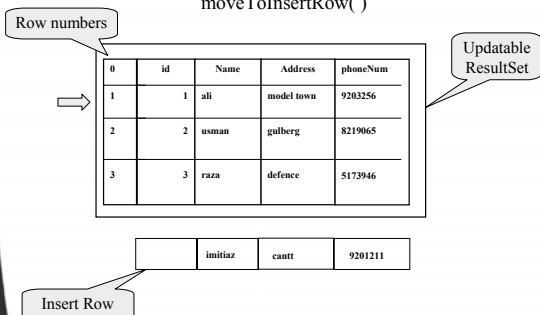 moveToInsertRow( )
Row numbers
Updatable
ResultSet
0 id Name Address phoneNum
1 1 ali model town 9203256
2 2 usman gulberg 8219065
3 3 raza defence 5173946
imitiaz cantt 9201211
Insert Row